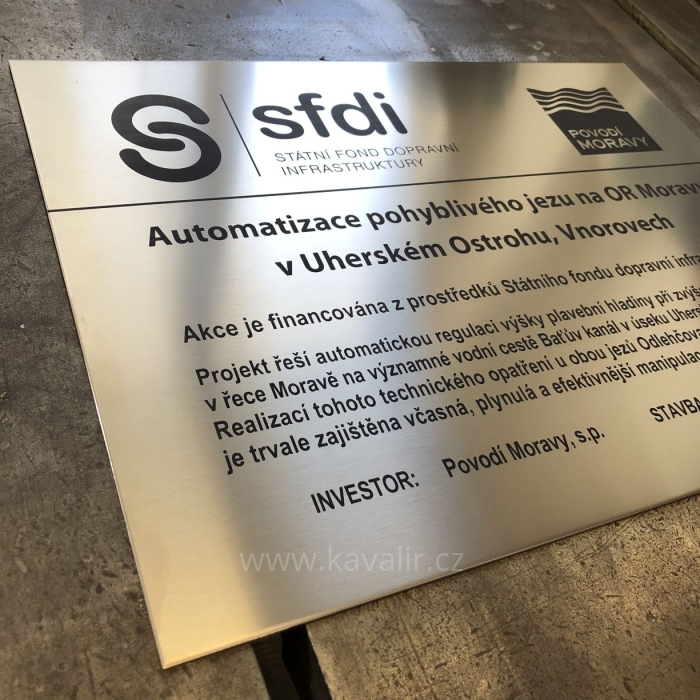 sfdi
STÁTNÍ FOND DOPRAVNÍ
INFRASTRUKTURY
POVODÍ
MORAVY
Automatizace pohyblivého jezu na OR Morav
v Uherském Ostrohu, Vnorovech
Akce je financována z prostředků Státního fondu dopravní infra
Projekt řeší automatickou regulaci výšky plavební hladiny při zvýš
v řece Moravě na významné vodní cestě Baťův kanál v úseku Uhers
Realizací tohoto technického opatření u obou jezů Odlehčova
je trvale zajištěna včasná, plynulá a efektivnější manipulac
INVESTOR: Povodí Moravy, s.p. STAVBA
www.kavalir.cz